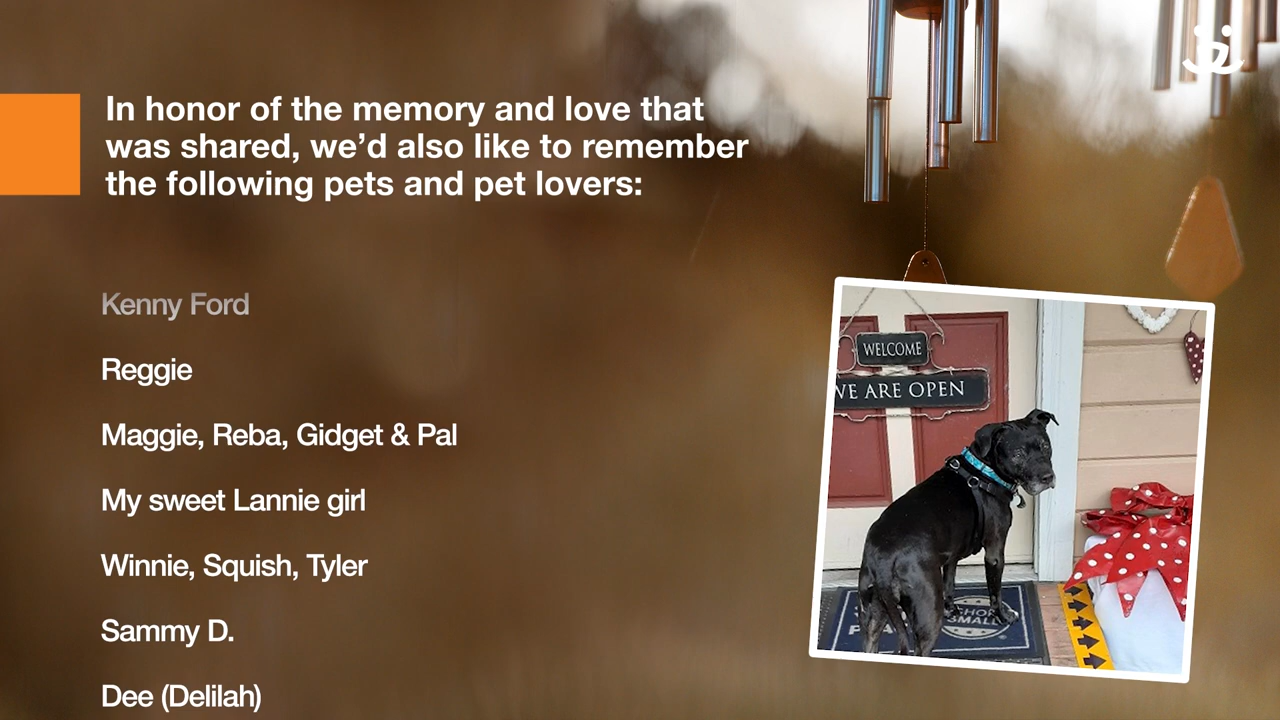 In honor of the memory and love that
was shared, we’d also like to remember
the following pets and pet lovers:
Kenny Ford
Reggie
Maggie, Reba, Gidget & Pal
My sweet Lannie girl
Winnie, Squish, Tyler
Sammy D.
Dee (Delilah)
WELCOME
WE ARE OPEN
SMALL